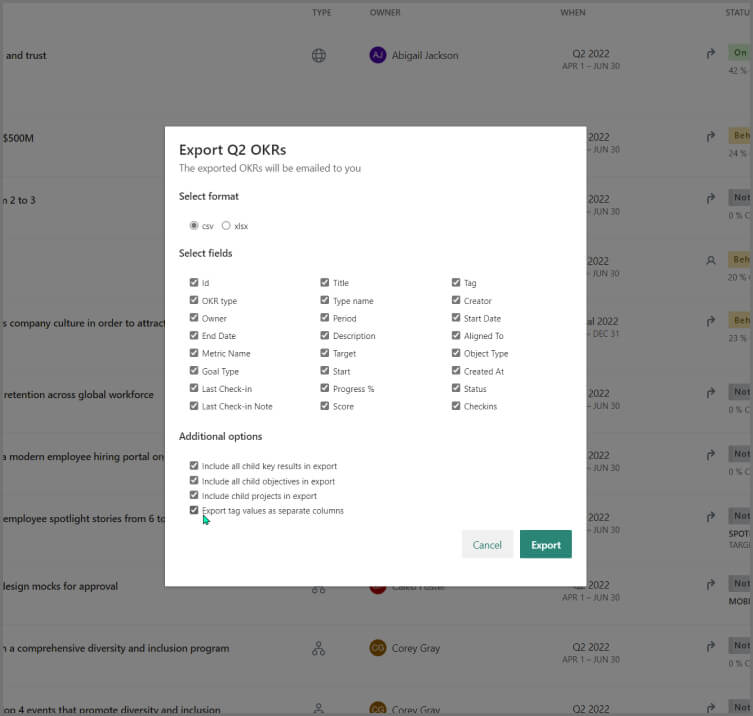 TYPE OWNER WHEN
and trust AJ Abigail Jackson Q2 2022 On
APR 1 – JUN 30 42 %
$500M 2022 Beh
– JUN 30 24 %
2 to 3 2022 Not
– JUN 30 0 % C
2022 Beh
– JUN 30 20 %
s company culture in order to attract al 2022 Beh
– DEC 31 23 %
retention across global workforce 2022 Not
– JUN 30 0 % C
a modern employee hiring portal on 2022 Not
– JUN 30 0 % C
employee spotlight stories from 6 to 2022 Not
– JUN 30 SPOT
TARG
design mocks for approval Q2 2022 Not
APR 1 – JUN 30 MOBI
n a comprehensive diversity and inclusion program CG Corey Gray Q2 2022 Not
APR 1 – JUN 30 0 % C
op 4 events that promote diversity and inclusion CG Corey Gray Q2 2022 Not
Export Q2 OKRs
The exported OKRs will be emailed to you
Select format
csv xlsx
Select fields
Id Title Tag
OKR type Type name Creator
Owner Period Start Date
End Date Description Aligned To
Metric Name Target Object Type
Goal Type Start Created At
Last Check-in Progress % Status
Last Check-in Note Score Checkins
Additional options
Include all child key results in export
Include all child objectives in export
Include child projects in export
Export tag values as separate columns
Cancel Export